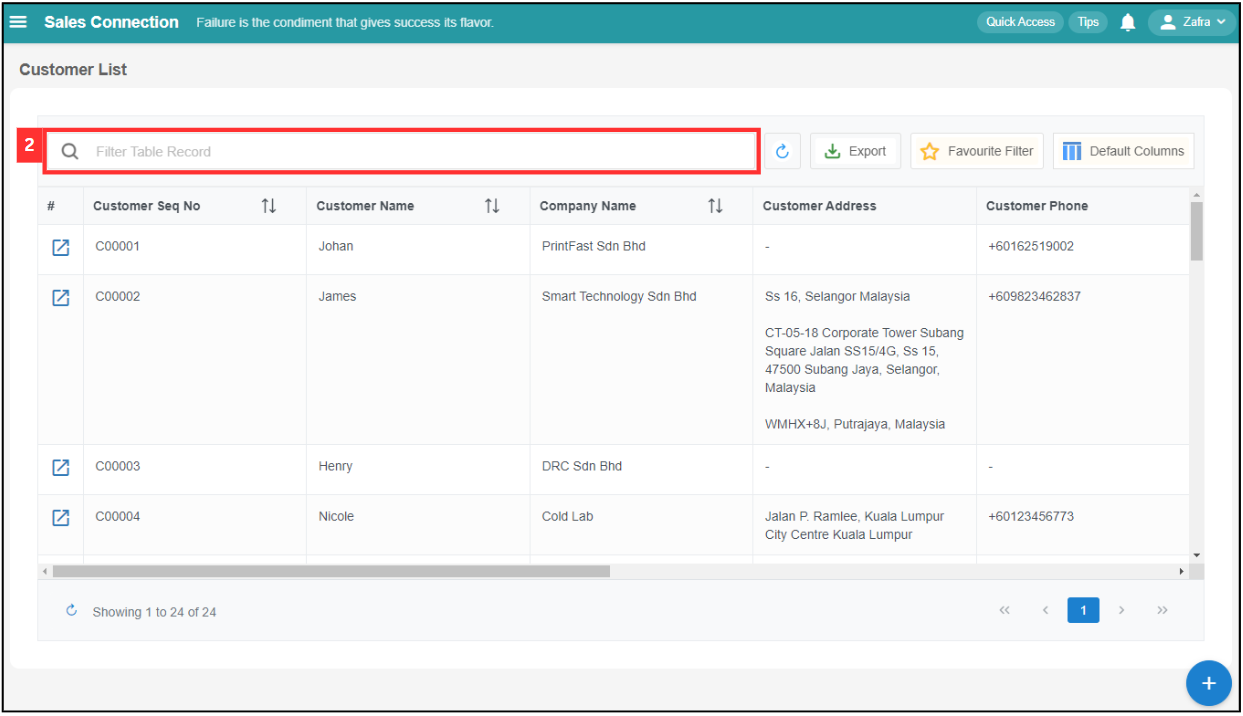 Sales Connection Failure is the condiment that gives success its flavor. Quick Access Tips Zafra
Customer List
2 Filter Table Record Export Favourite Filter Default Columns
# Customer Seq No Customer Name Company Name Customer Address Customer Phone
C00001 Johan PrintFast Sdn Bhd - +60162519002
C00002 James Smart Technology Sdn Bhd Ss 16, Selangor Malaysia +609823462837
CT-05-18 Corporate Tower Subang
Square Jalan SS15/4G, Ss 15,
47500 Subang Jaya, Selangor,
Malaysia
WMHX+8J, Putrajaya, Malaysia
C00003 Henry DRC Sdn Bhd - -
C00004 Nicole Cold Lab Jalan P. Ramlee, Kuala Lumpur +60123456773
City Centre Kuala Lumpur
Showing 1 to 24 of 24 << < 1 > >>
+